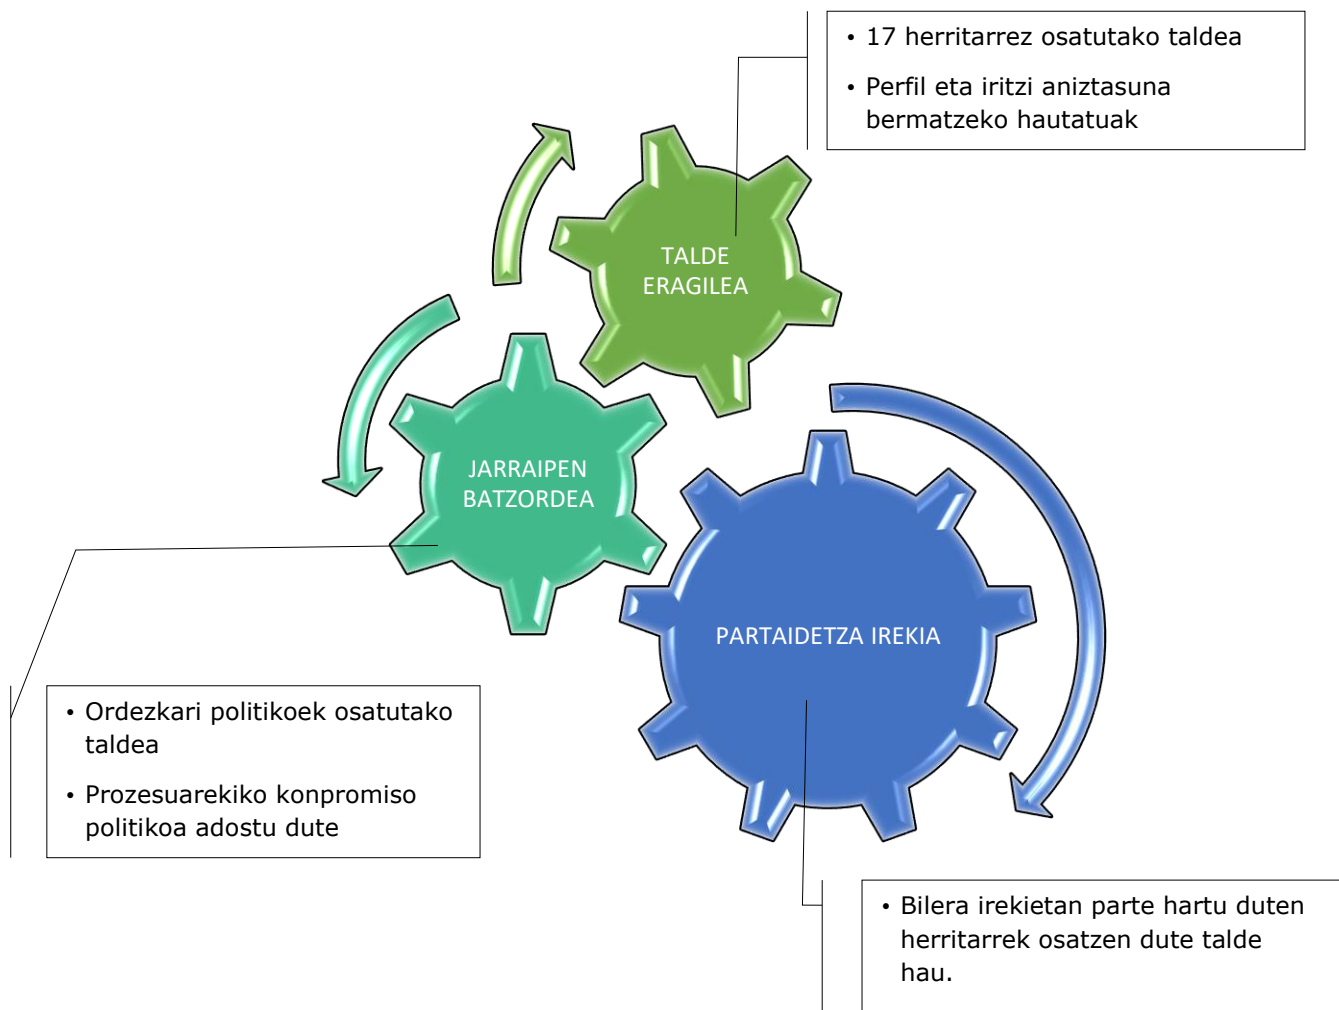 • 17 herritarrez osatutako taldea
• Perfil eta iritzi aniztasuna
bermatzeko hautatuak
TALDE
ERAGILEA
JARRAIPEN
BATZORDEA
PARTAIDETZA IREKIA
• Ordezkari politikoek osatutako
taldea
• Prozesuarekiko konpromiso
politikoa adostu dute
• Bilera irekietan parte hartu duten
herritarrek osatzen dute talde
hau.